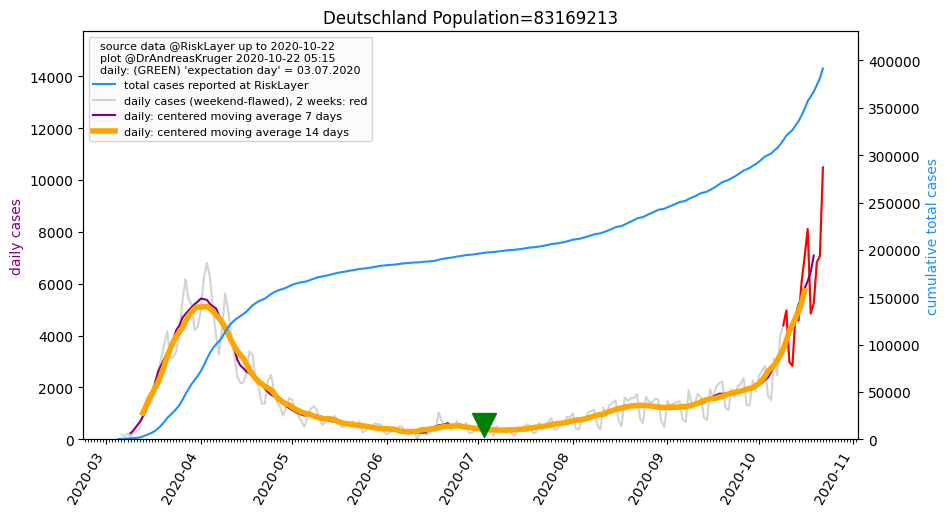 Deutschland Population=83169213
source data @RiskLayer up to 2020-10-22
plot @DrAndreasKruger 2020-10-22 05:15
daily: (GREEN) 'expectation day' = 03.07.2020
total cases reported at RiskLayer
daily cases (weekend-flawed), 2 weeks: red
daily: centered moving average 7 days
daily: centered moving average 14 days
daily cases
14000
12000
10000
8000
6000
4000
2000
0
400000
350000
300000
250000
200000
150000
100000
50000
0
cumulative total cases
2020-03
2020-04
2020-05
2020-06
2020-07
2020-08
2020-09
2020-10
2020-11